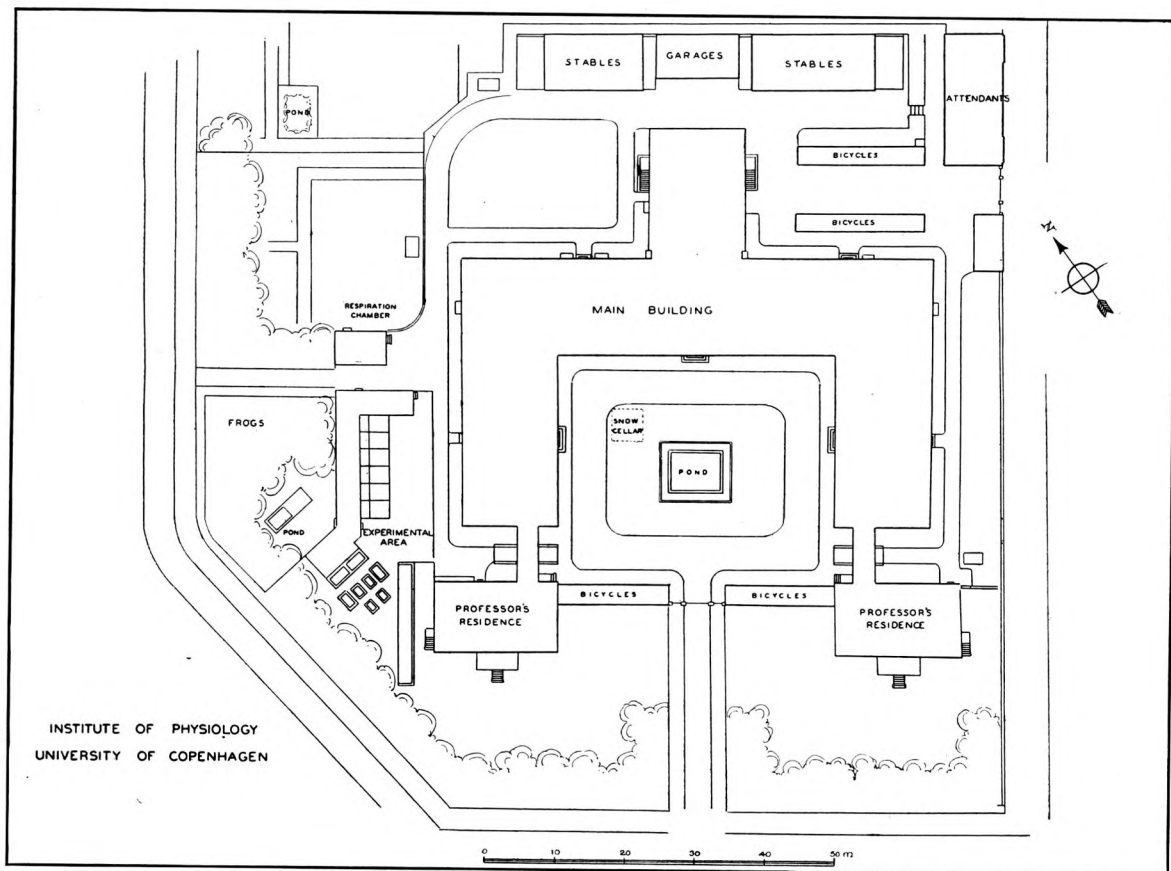 STABLES
GARAGES
STABLES
ATTENDANTS
POND
BICYCLES
BICYCLES
N
RESPIRATION
CHAMBER
MAIN BUILDING
FROGS
SNOW
CELLAR
POND
POND
EXPERIMENTAL
AREA
PROFESSOR'S
RESIDENCE
BICYCLES
BICYCLES
PROFESSOR'S
RESIDENCE
INSTITUTE OF PHYSIOLOGY
UNIVERSITY OF COPENHAGEN
0 10 20 30 40 50 m